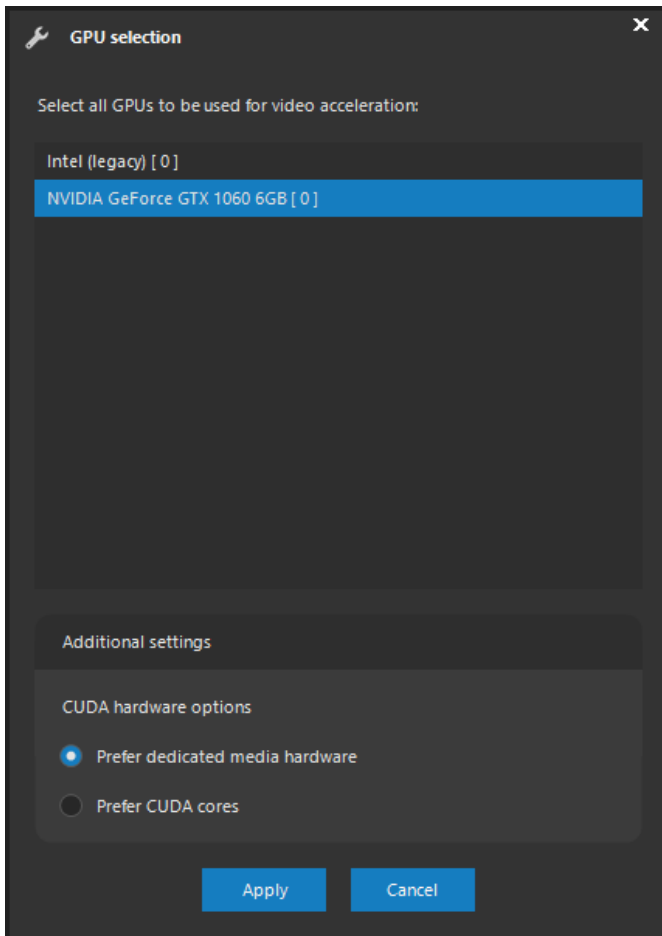 GPU selection
Select all GPUs to be used for video acceleration:
Intel (legacy) [ 0 ]
NVIDIA GeForce GTX 1060 6GB [ 0 ]
Additional settings
CUDA hardware options
Prefer dedicated media hardware
Prefer CUDA cores
Apply Cancel